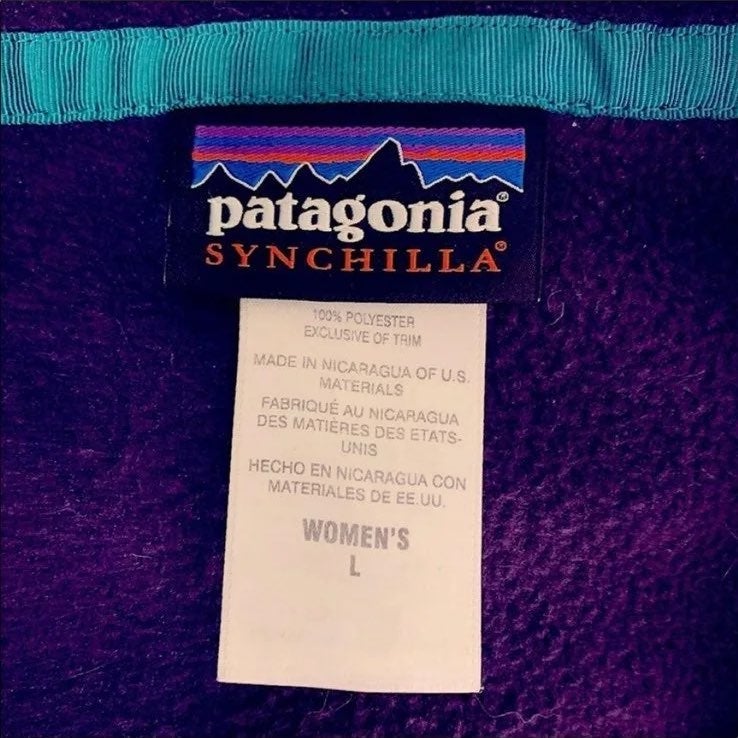 patagonia®
SYNCHILLA®
100% POLYESTER
EXCLUSIVE OF TRIM
MADE IN NICARAGUA OF U.S.
MATERIALS
FABRIQUÉ AU NICARAGUA
DES MATIÈRES DES ETATS-
UNIS
HECHO EN NICARAGUA CON
MATERIALES DE EE.UU.
WOMEN'S
L